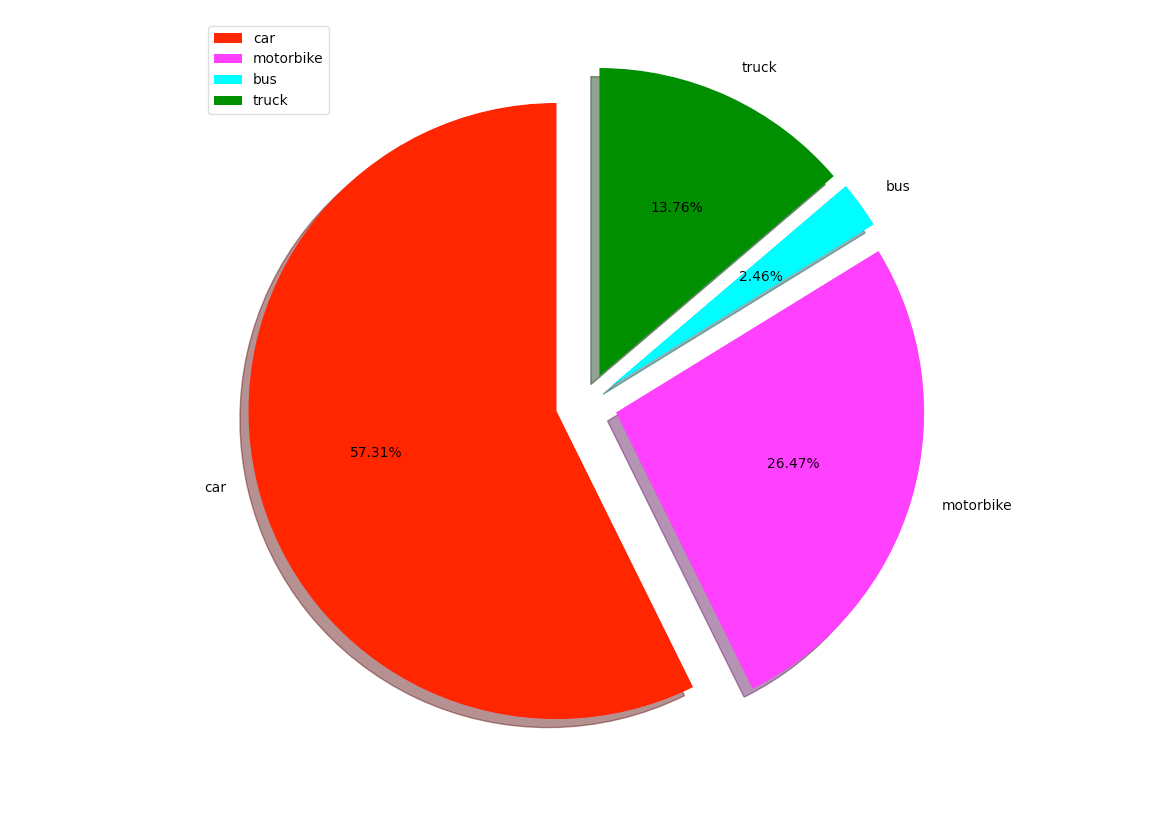 car
motorbike
bus
truck
truck
bus
13.76%
2.46%
57.31%
26.47%
car
motorbike